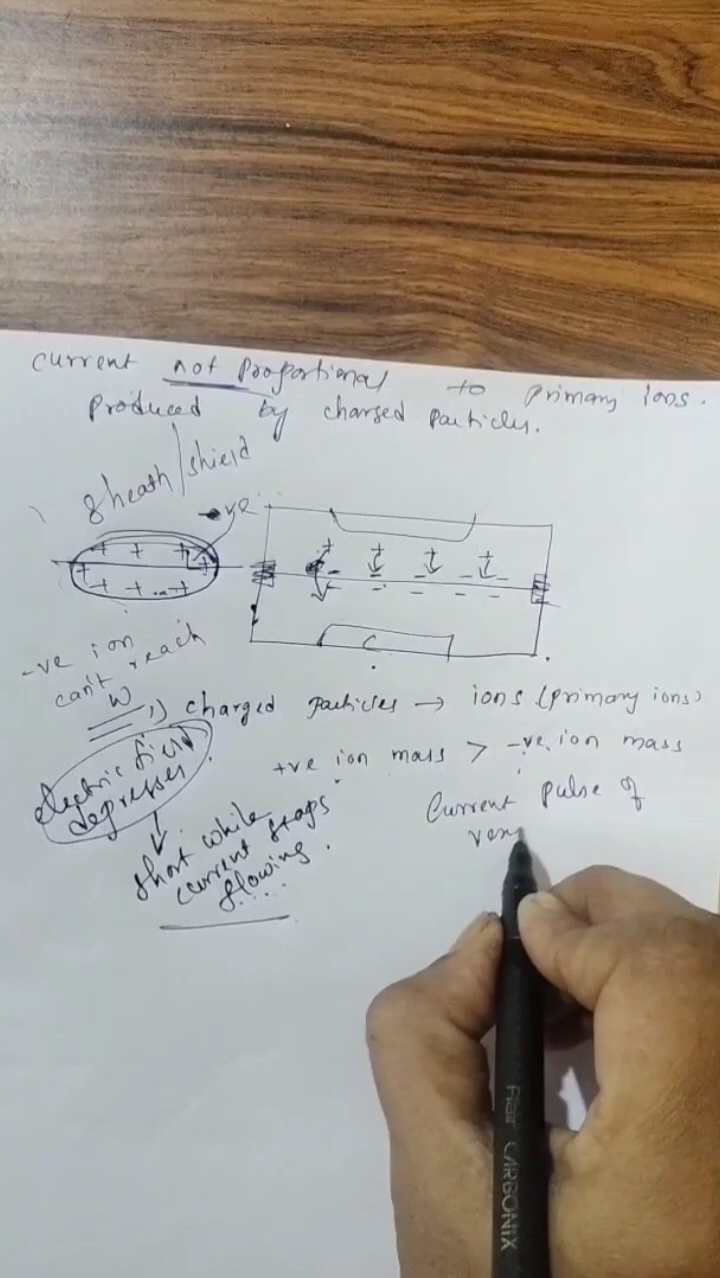 current not proportional to primary ions.
produced by charged particles.
sheath/shield
-ve
+ + +
+ +
+ + ... +
+ + + +
C
-ve ion
can't reach
W
1) charged particles → ions (primary ions)
+ve ion mass > -ve ion mass
electric field
depresses
short while
current stops
flowing.
Current pulse of
very
Flair CARBONIX